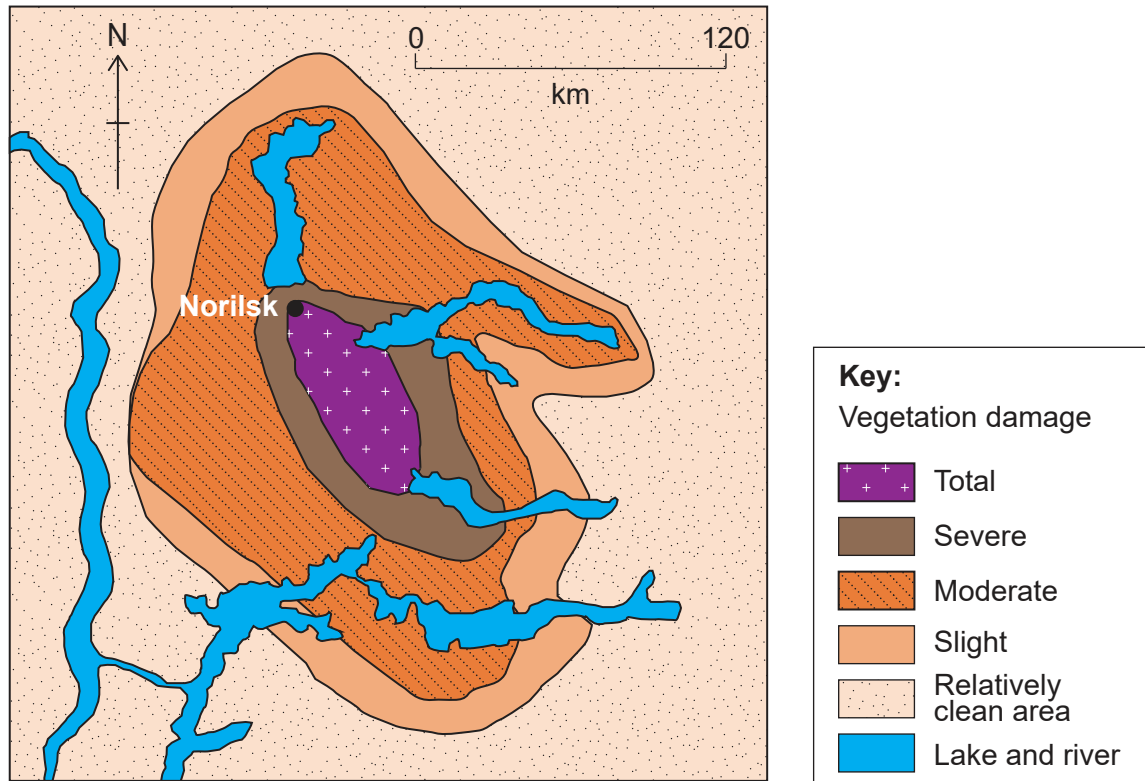 N
0 120
km
Norilsk
Key:
Vegetation damage
Total
Severe
Moderate
Slight
Relatively
clean area
Lake and river